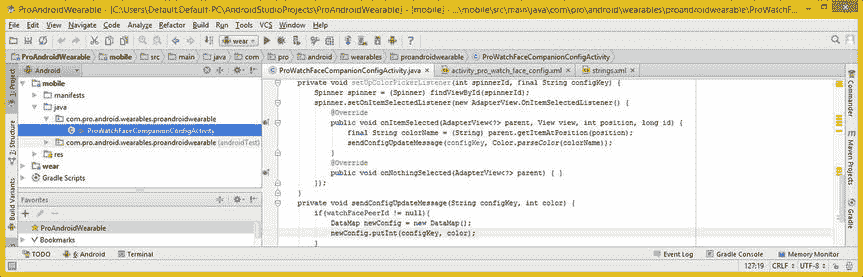 ProAndroidWearable - [C:\Users\Default.Default-PC\AndroidStudioProjects\ProAndroidWearable] - [mobile] - ...\mobile\src\main\java\com\pro\android\wearables\proandroidwearable\ProWatchFace
File Edit View Navigate Code Analyze Refactor Build Run Tools VCS Window Help
wear
ProAndroidWearable mobile src main java com pro android wearables proandroidwearable ProWatchFaceCompanionConfigActivity
Android
ProWatchFaceCompanionConfigActivity.java activity_pro_watch_face_config.xml strings.xml
1: Project
Z: Structure
Build Variants
mobile
manifests
java
com.pro.android.wearables.proandroidwearable
ProWatchFaceCompanionConfigActivity
com.pro.android.wearables.proandroidwearable (androidTest)
res
wear
Gradle Scripts
Favorites
ProAndroidWearable
Bookmarks
private void setUpColorPickerListener(int spinnerId, final String configKey) {
Spinner spinner = (Spinner) findViewById(spinnerId);
spinner.setOnItemSelectedListener(new AdapterView.OnItemSelectedListener() {
@Override
public void onItemSelected(AdapterView<?> parent, View view, int position, long id) {
final String colorName = (String) parent.getItemAtPosition(position);
sendConfigUpdateMessage(configKey, Color.parseColor(colorName));
}
@Override
public void onNothingSelected(AdapterView<?> parent) { }
});
}
private void sendConfigUpdateMessage(String configKey, int color) {
if(watchFacePeerId != null){
DataMap newConfig = new DataMap();
newConfig.putInt(configKey, color);
}
Commander
Maven Projects
Gradle
TODO 6: Android Terminal Event Log Gradle Console Memory Monitor
127:19 CRLF UTF-8